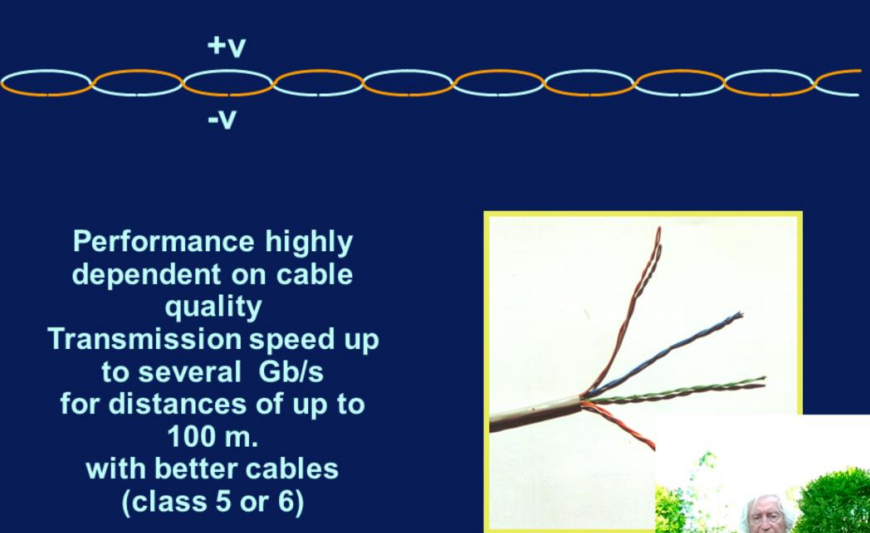 +v
-v
Performance highly
dependent on cable
quality
Transmission speed up
to several Gb/s
for distances of up to
100 m.
with better cables
(class 5 or 6)